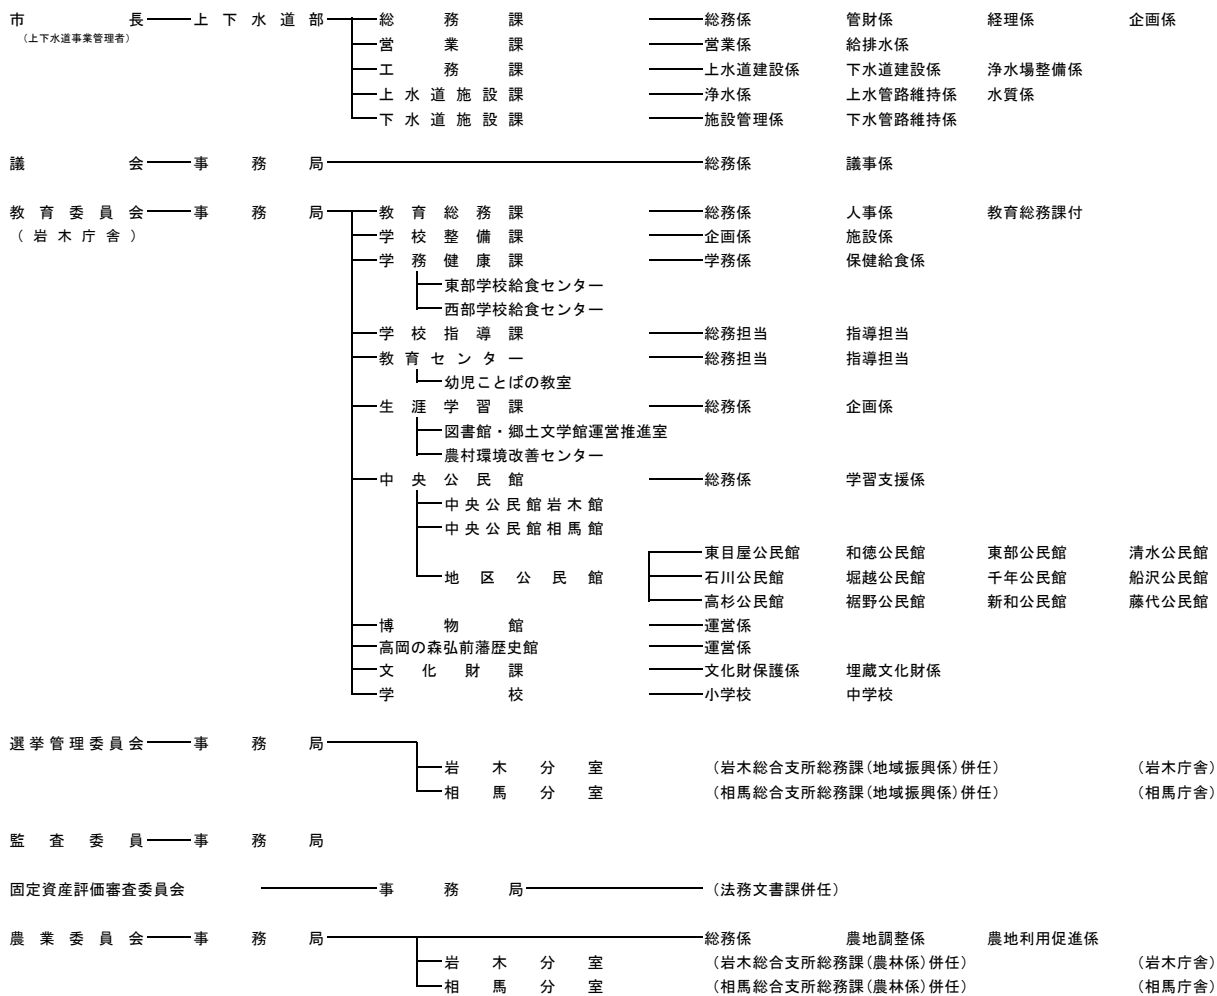 市長 上下水道部 総務課 総務係 管財係 経理係 企画係
（上下水道事業管理者）
営業課 営業係 給排水係
工務課 上水道建設係 下水道建設係 浄水場整備係
上水道施設課 浄水係 上水管路維持係 水質係
下水道施設課 施設管理係 下水管路維持係
議会 事務局 総務係 議事係
教育委員会 事務局 教育総務課 総務係 人事係 教育総務課付
（岩木庁舎） 学校整備課 企画係 施設係
学務健康課 学務係 保健給食係
東部学校給食センター
西部学校給食センター
学校指導課 総務担当 指導担当
教育センター 総務担当 指導担当
幼児ことばの教室
生涯学習課 総務係 企画係
図書館・郷土文学館運営推進室
農村環境改善センター
中央公民館 総務係 学習支援係
中央公民館岩木館
中央公民館相馬館
東目屋公民館 和徳公民館 東部公民館 清水公民館
地区公民館 石川公民館 堀越公民館 千年公民館 船沢公民館
高杉公民館 裾野公民館 新和公民館 藤代公民館
博物館 運営係
高岡の森弘前藩歴史館 運営係
文化財課 文化財保護係 埋蔵文化財係
学校 小学校 中学校
選挙管理委員会 事務局
岩木分室 （岩木総合支所総務課（地域振興係）併任） （岩木庁舎）
相馬分室 （相馬総合支所総務課（地域振興係）併任） （相馬庁舎）
監査委員 事務局
固定資産評価審査委員会 事務局 （法務文書課併任）
農業委員会 事務局 総務係 農地調整係 農地利用促進係
岩木分室 （岩木総合支所総務課（農林係）併任） （岩木庁舎）
相馬分室 （相馬総合支所総務課（農林係）併任） （相馬庁舎）